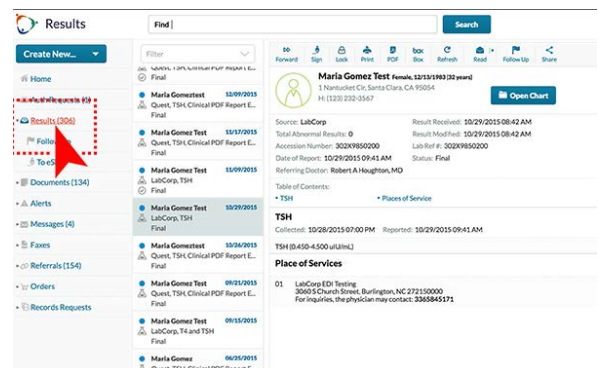 Results
Find
Search
Create New...
Filter
Home
Auth Requests
Results (306)
Follow
To eS
Documents (134)
Alerts
Messages (4)
Faxes
Referrals (154)
Orders
Records Requests
Quest, TSH, Clinical PDF Report E...
Final
Maria Gomeztest 12/09/2015
Quest, TSH, Clinical PDF Report E...
Final
Maria Gomez Test 11/17/2015
Quest, TSH, Clinical PDF Report E...
Final
Maria Gomez Test 11/09/2015
LabCorp, TSH
Final
Maria Gomez Test 10/29/2015
LabCorp, TSH
Final
Maria Gomeztest 10/26/2015
Quest, TSH, Clinical PDF Report E...
Final
Maria Gomez Test 09/21/2015
Quest, TSH, Clinical PDF Report E...
Final
Maria Gomez Test 09/15/2015
LabCorp, T4 and TSH
Final
Maria Gomez 06/25/2015
Forward Sign Lock Print PDF Box Refresh Read Follow Up Share
Maria Gomez Test Female, 12/13/1983 (32 years)
1 Nantucket Cir, Santa Clara, CA 95054
H: (123) 232-3567
Open Chart
Source: LabCorp Result Received: 10/29/2015 08:42 AM
Total Abnormal Results: 0 Result Modified: 10/29/2015 08:42 AM
Accession Number: 302X9850200 Lab Ref #: 302X9850200
Date of Report: 10/29/2015 09:41 AM Status: Final
Referring Doctor: Robert A Houghton, MD
Table of Contents:
• TSH • Places of Service
TSH
Collected: 10/28/2015 07:00 PM Reported: 10/29/2015 09:41 AM
TSH (0.450-4.500 uIU/mL)
Place of Services
01 LabCorp EDI Testing
3060 S Church Street, Burlington, NC 272150000
For inquiries, the physician may contact: 3365845171